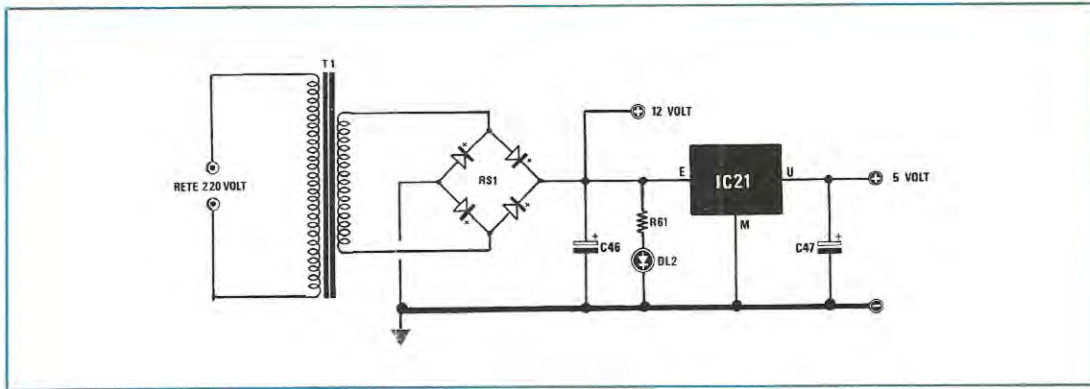 T1
12 VOLT
RETE 220 VOLT
RS1
E
IC21
U
5 VOLT
M
R61
C46
+
DL2
C47
+